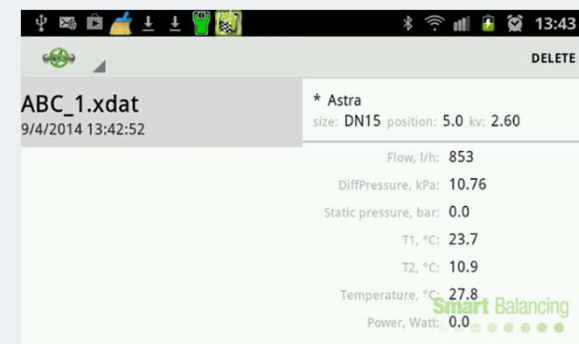 13:43
DELETE
ABC_1.xdat
9/4/2014 13:42:52
* Astra
size: DN15 position: 5.0 kv: 2.60
Flow, l/h: 853
DiffPressure, kPa: 10.76
Static pressure, bar: 0.0
T1, °C: 23.7
T2, °C: 10.9
Temperature, °C: 27.8
Smart Balancing
Power, Watt: 0.0